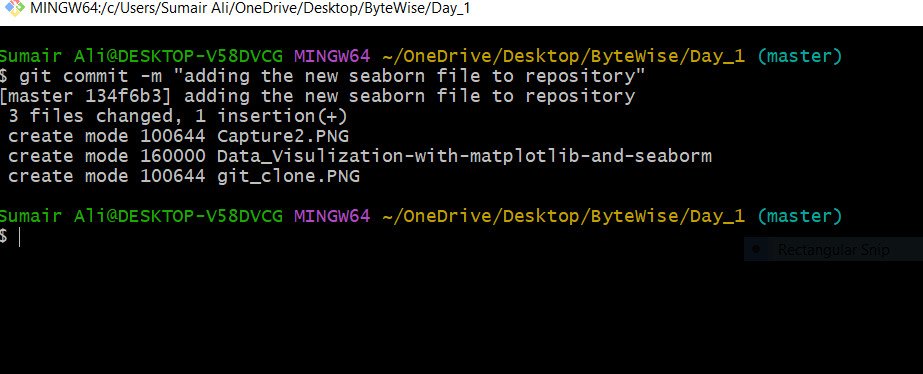 MINGW64:/c/Users/Sumair Ali/OneDrive/Desktop/ByteWise/Day_1
Sumair Ali@DESKTOP-V58DVCG MINGW64 ~/OneDrive/Desktop/ByteWise/Day_1 (master)
$ git commit -m "adding the new seaborn file to repository"
[master 134f6b3] adding the new seaborn file to repository
3 files changed, 1 insertion(+)
create mode 100644 Capture2.PNG
create mode 160000 Data_Visulization-with-matplotlib-and-seaborm
create mode 100644 git_clone.PNG
Sumair Ali@DESKTOP-V58DVCG MINGW64 ~/OneDrive/Desktop/ByteWise/Day_1 (master)
$
Rectangular Snip